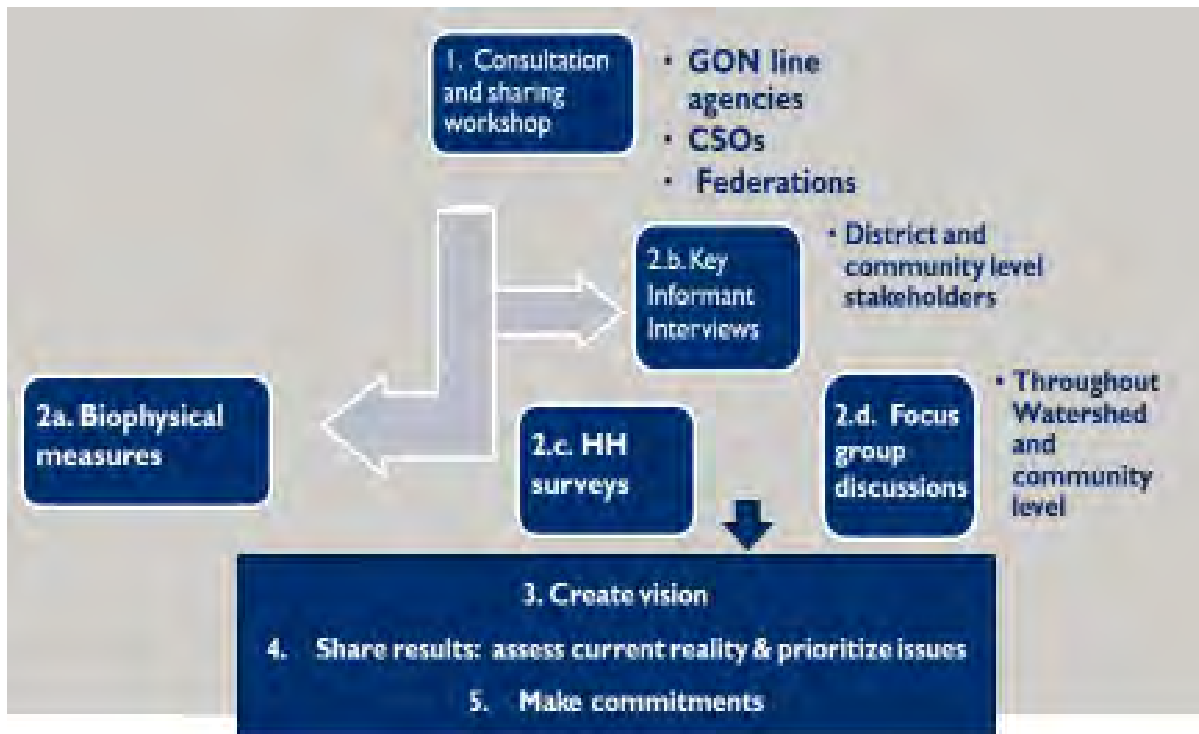 1. Consultation
and sharing
workshop
• GON line
agencies
• CSOs
• Federations
2.b. Key
Informant
Interviews
• District and
community level
stakeholders
2a. Biophysical
measures
2.c. HH
surveys
2.d. Focus
group
discussions
• Throughout
Watershed
and
community
level
3. Create vision
4. Share results: assess current reality & prioritize issues
5. Make commitments